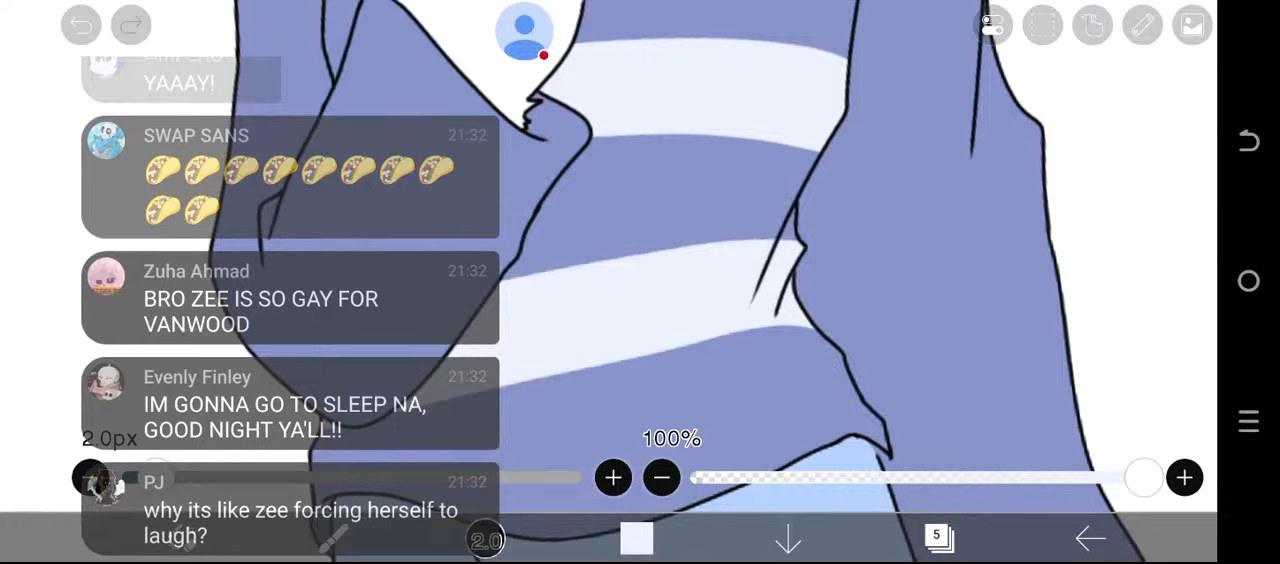 YAAAY!
SWAP SANS 21:32
Zuha Ahmad 21:32
BRO ZEE IS SO GAY FOR
VANWOOD
Evenly Finley 21:32
IM GONNA GO TO SLEEP NA,
GOOD NIGHT YA'LL!!
2.0px
100%
PJ 21:32
why its like zee forcing herself to
laugh?
2.0
5